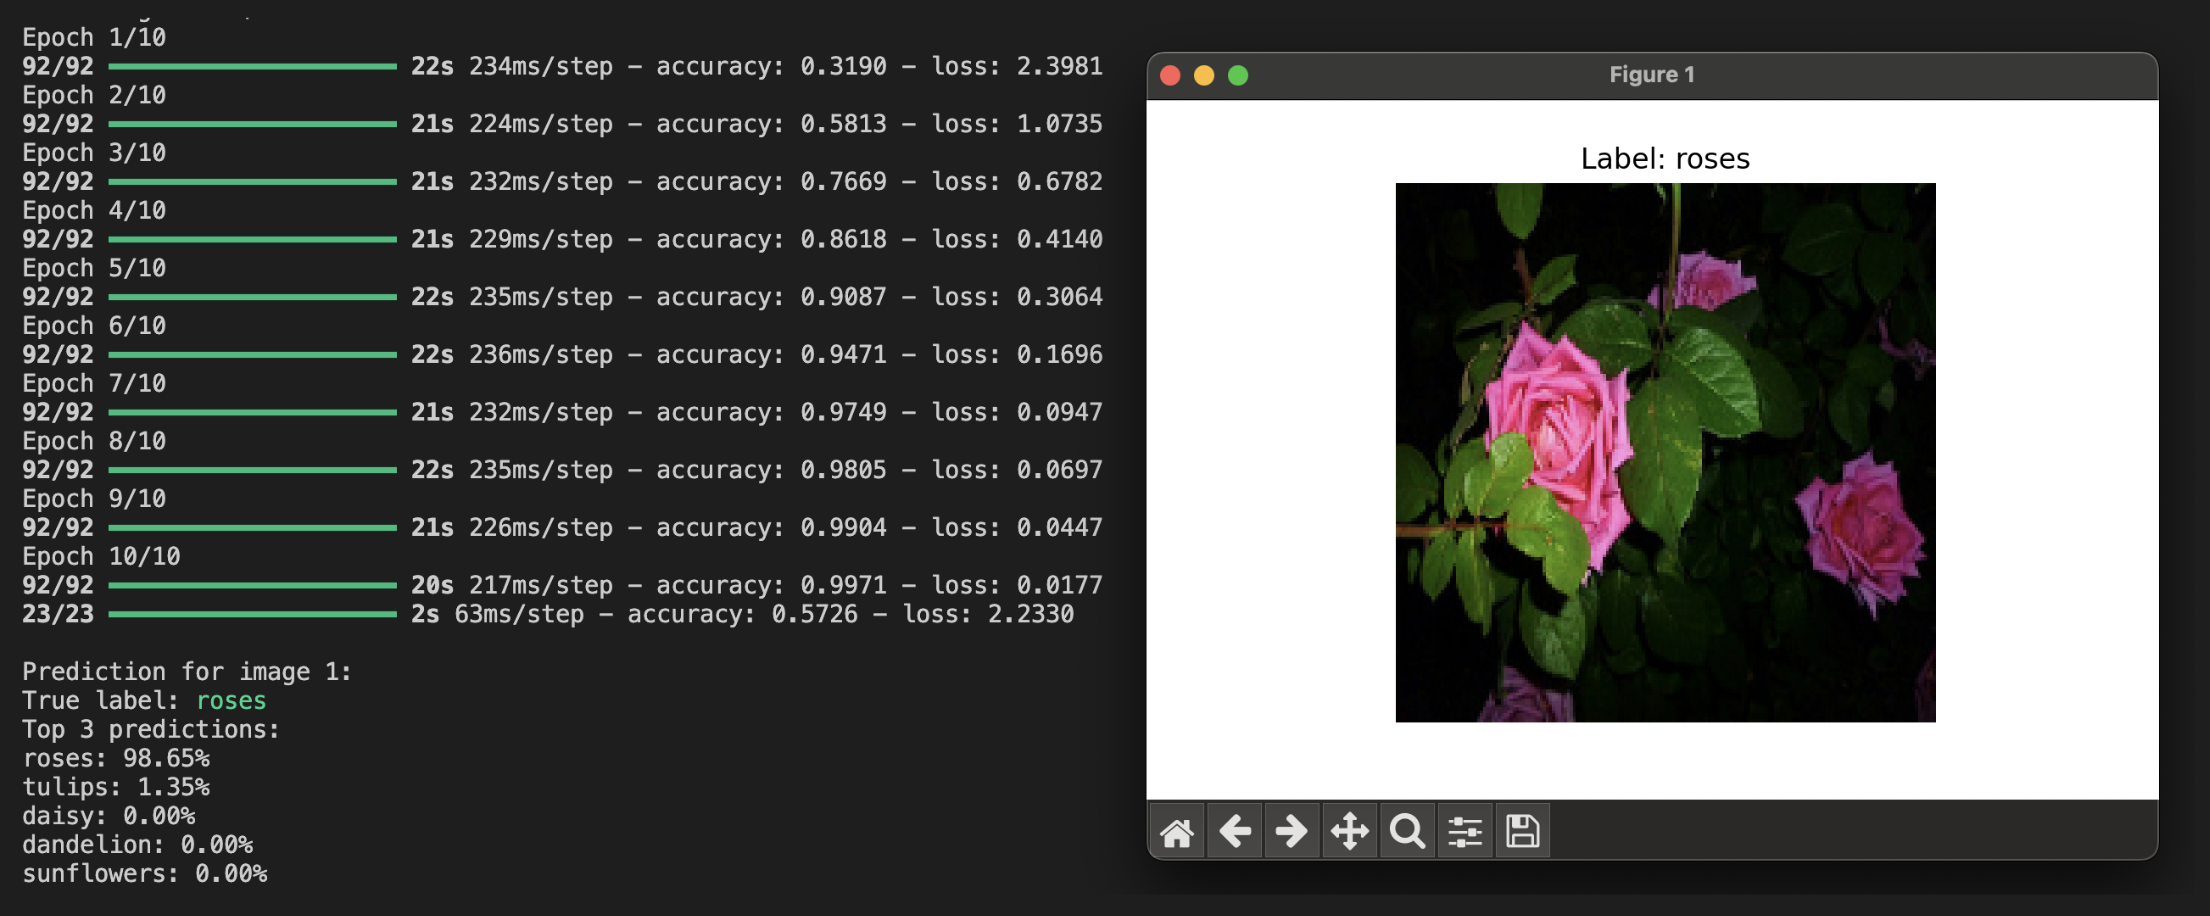 Epoch 1/10
92/92 22s 234ms/step – accuracy: 0.3190 – loss: 2.3981
Epoch 2/10
92/92 21s 224ms/step – accuracy: 0.5813 – loss: 1.0735
Epoch 3/10
92/92 21s 232ms/step – accuracy: 0.7669 – loss: 0.6782
Epoch 4/10
92/92 21s 229ms/step – accuracy: 0.8618 – loss: 0.4140
Epoch 5/10
92/92 22s 235ms/step – accuracy: 0.9087 – loss: 0.3064
Epoch 6/10
92/92 22s 236ms/step – accuracy: 0.9471 – loss: 0.1696
Epoch 7/10
92/92 21s 232ms/step – accuracy: 0.9749 – loss: 0.0947
Epoch 8/10
92/92 22s 235ms/step – accuracy: 0.9805 – loss: 0.0697
Epoch 9/10
92/92 21s 226ms/step – accuracy: 0.9904 – loss: 0.0447
Epoch 10/10
92/92 20s 217ms/step – accuracy: 0.9971 – loss: 0.0177
23/23 2s 63ms/step – accuracy: 0.5726 – loss: 2.2330
Prediction for image 1:
True label: roses
Top 3 predictions:
roses: 98.65%
tulips: 1.35%
daisy: 0.00%
dandelion: 0.00%
sunflowers: 0.00%
Figure 1
Label: roses